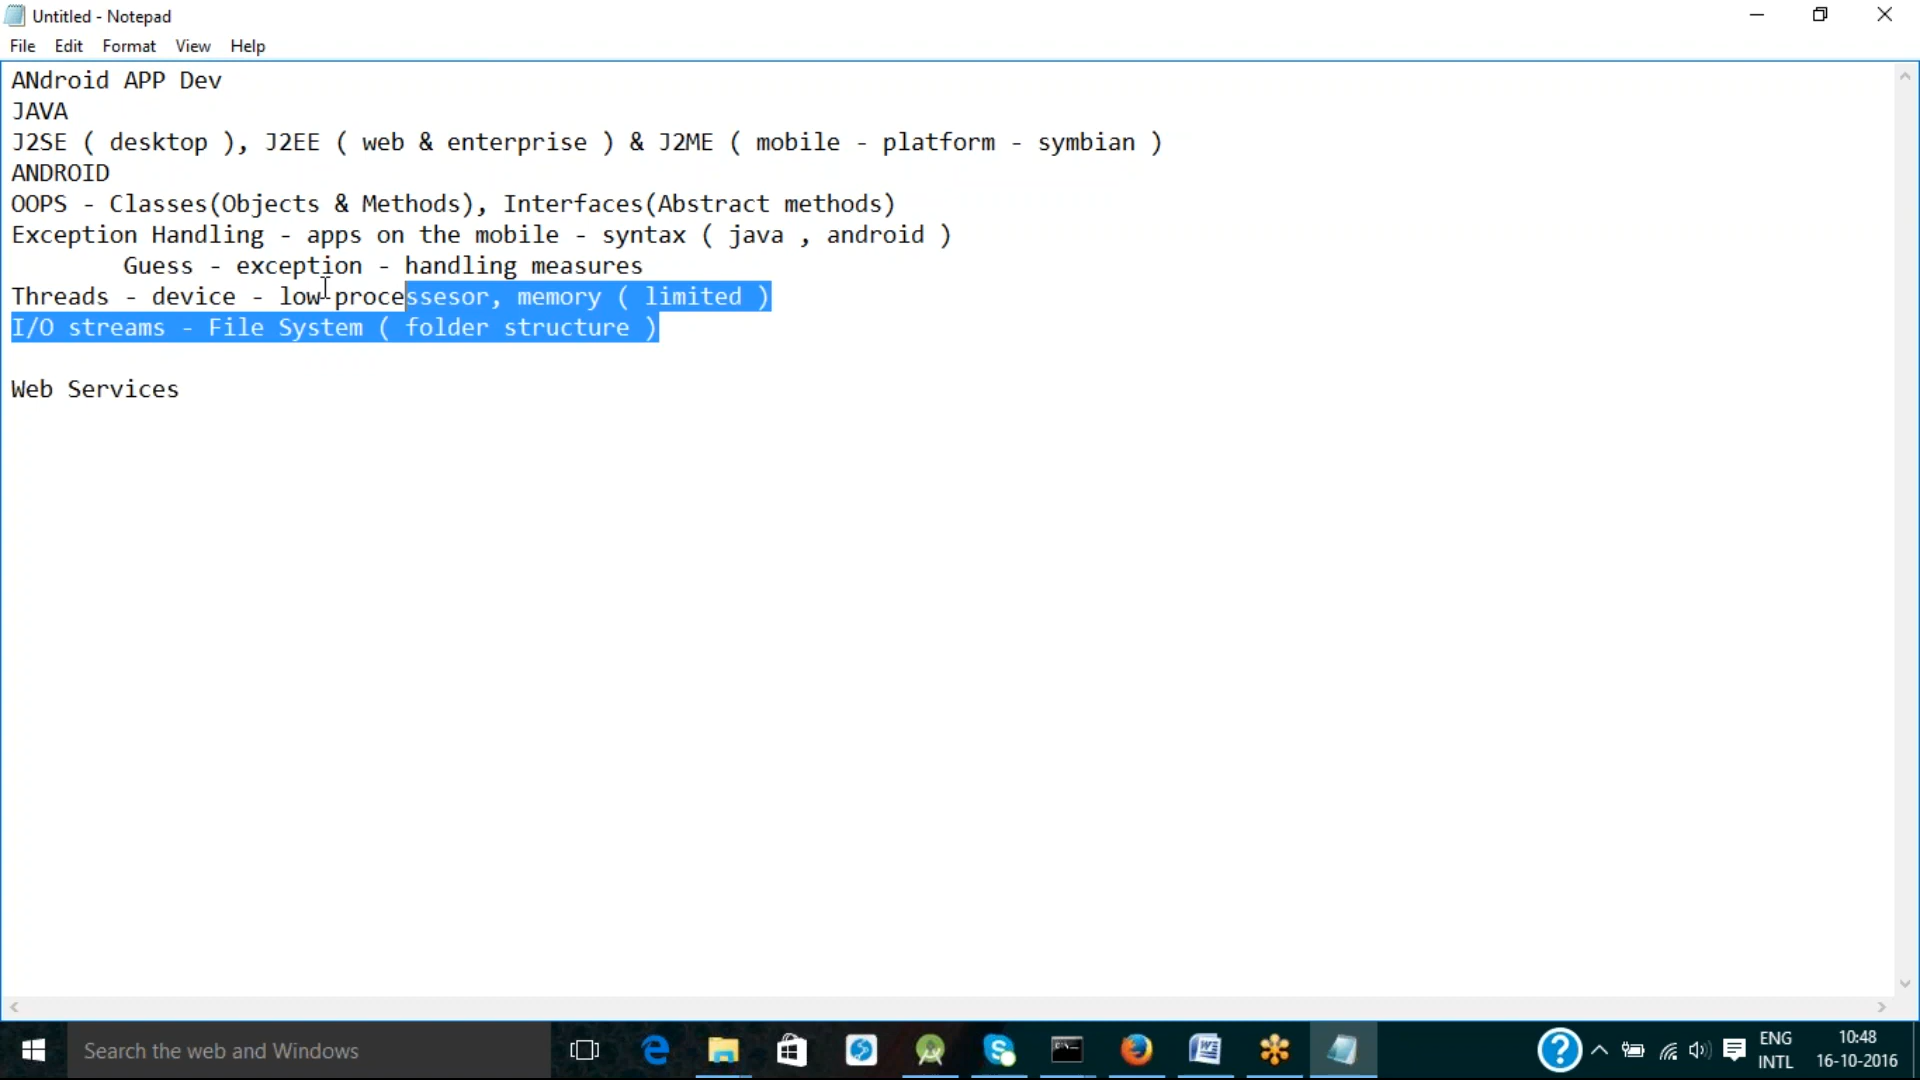 Untitled - Notepad
File Edit Format View Help
ANdroid APP Dev
JAVA
J2SE ( desktop ), J2EE ( web & enterprise ) & J2ME ( mobile - platform - symbian )
ANDROID
OOPS - Classes(Objects & Methods), Interfaces(Abstract methods)
Exception Handling - apps on the mobile - syntax ( java , android )
Guess - exception - handling measures
Threads - device - low processesor, memory ( limited )
I/O streams - File System ( folder structure )
Web Services
Search the web and Windows
ENG 10:48
INTL 16-10-2016